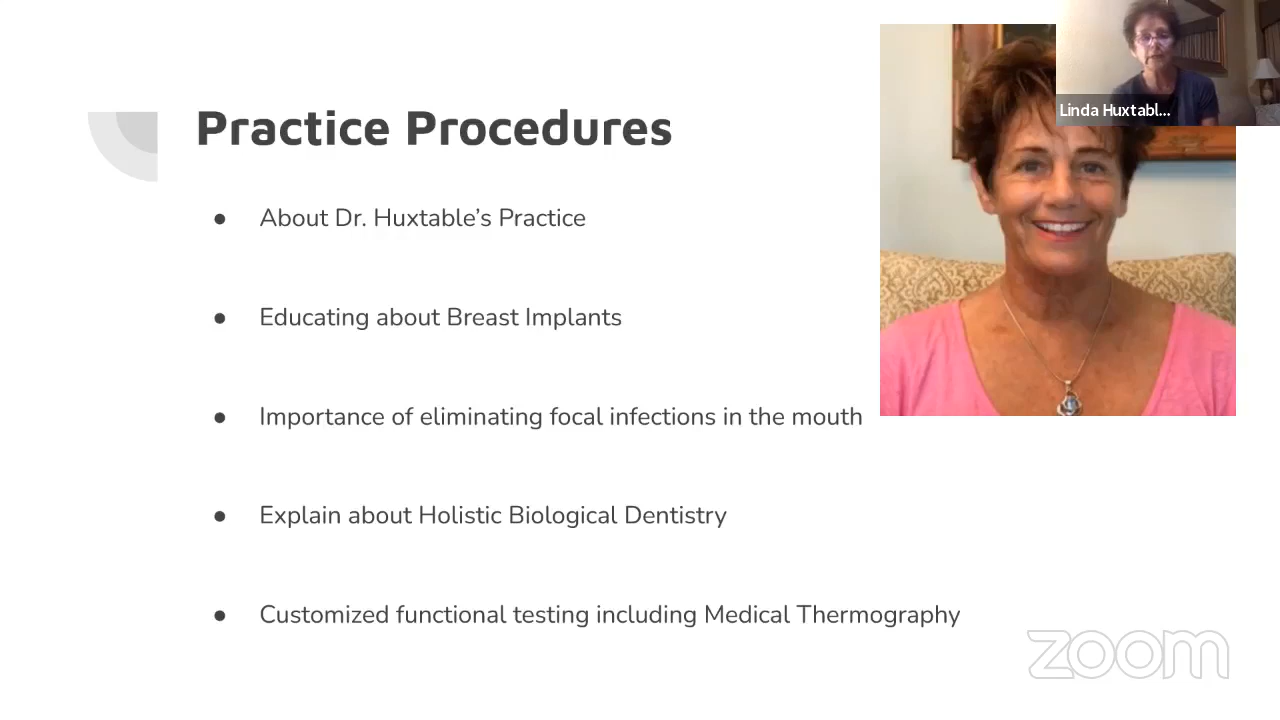 Linda Huxtabl...
Practice Procedures
● About Dr. Huxtable’s Practice
● Educating about Breast Implants
● Importance of eliminating focal infections in the mouth
● Explain about Holistic Biological Dentistry
● Customized functional testing including Medical Thermography
zoom